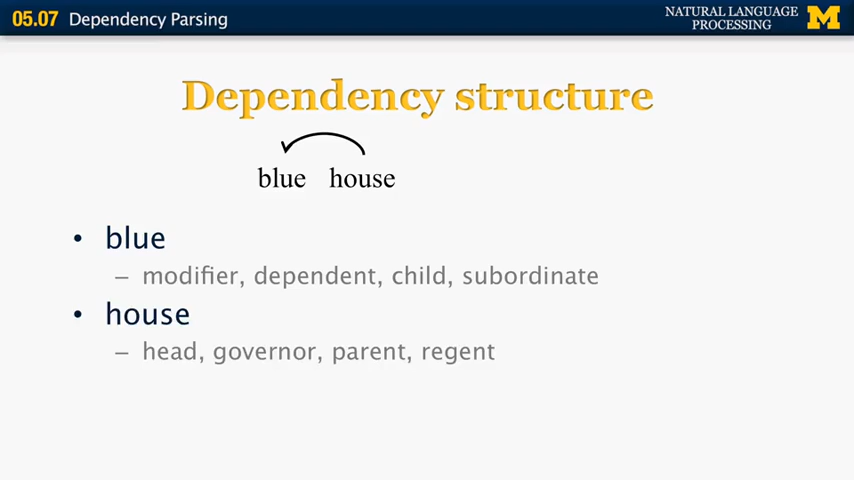 05.07 Dependency Parsing
NATURAL LANGUAGE
PROCESSING
M
Dependency structure
blue house
• blue
– modifier, dependent, child, subordinate
• house
– head, governor, parent, regent